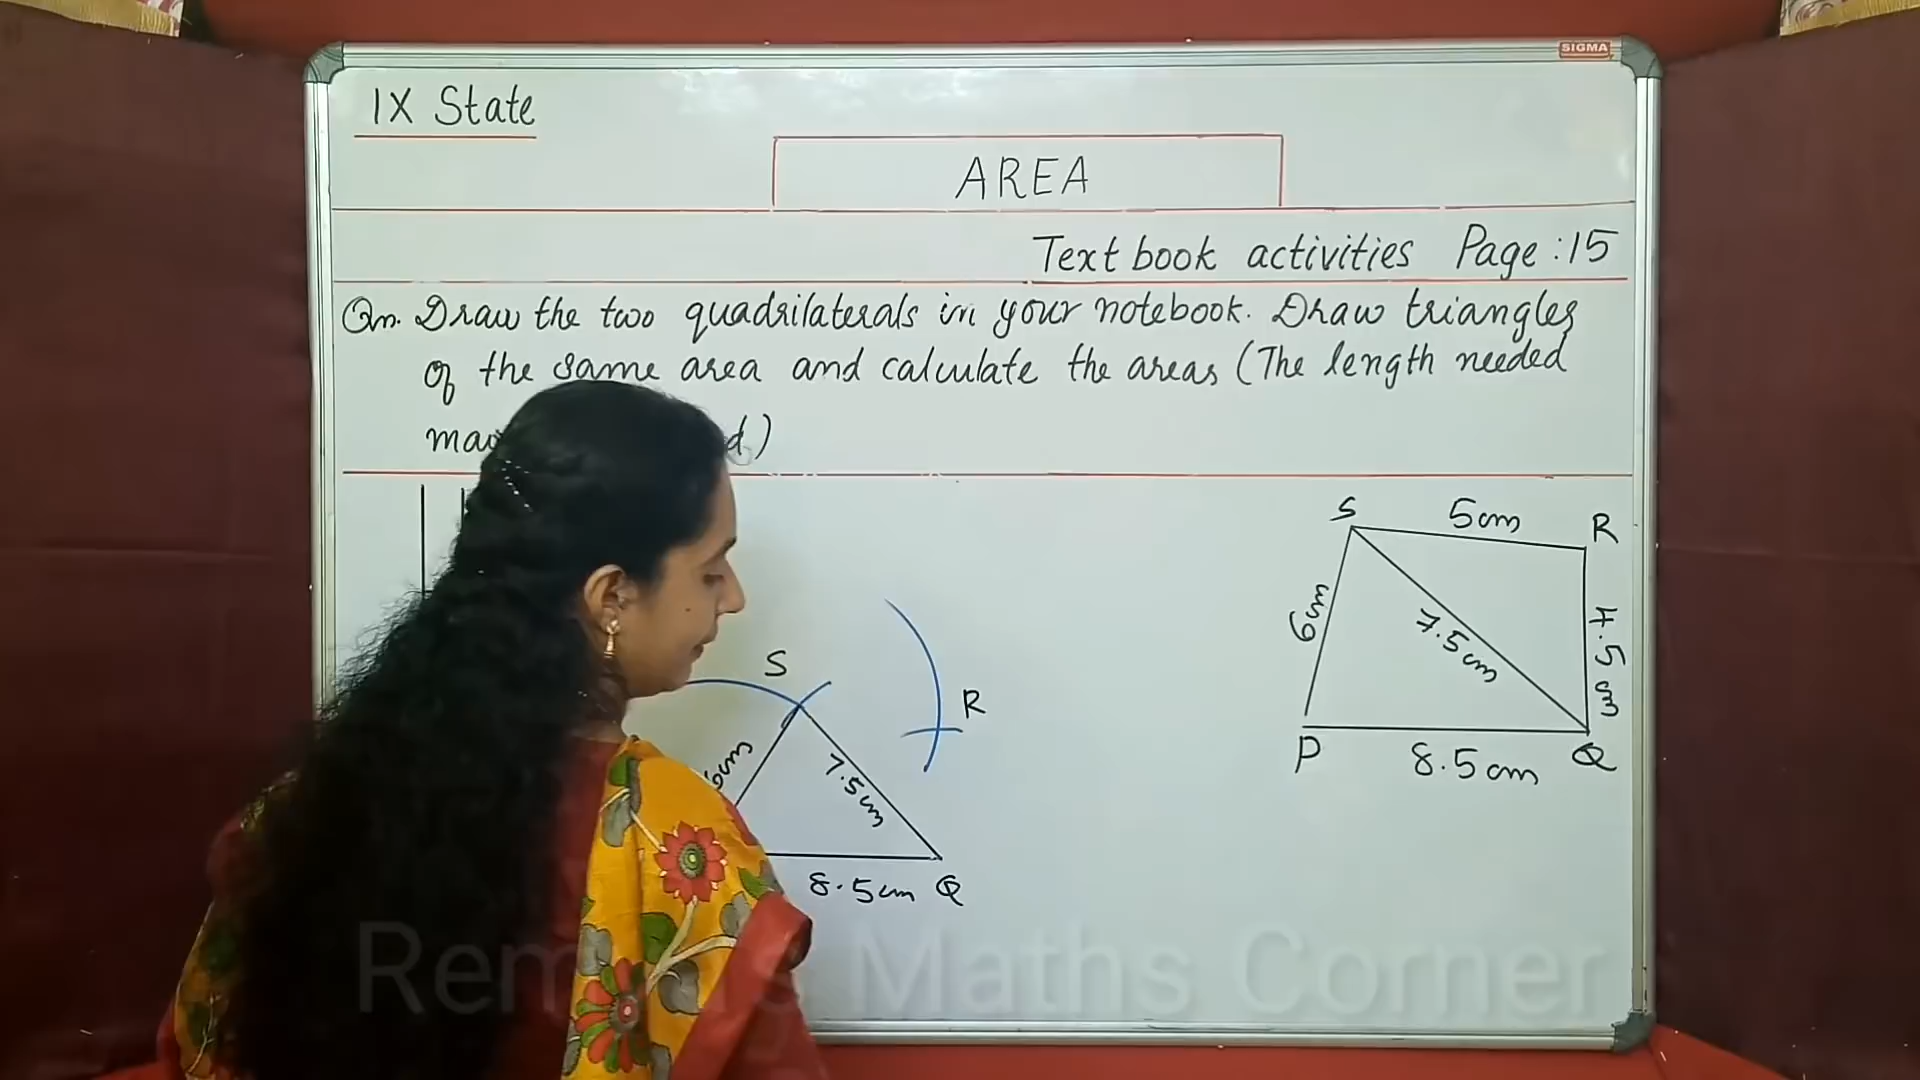 SIGMA
IX State
AREA
Text book activities Page : 15
Qn. Draw the two quadrilaterals in your notebook. Draw triangles
of the same area and calculate the areas (The length needed
S 5cm R
6cm 7.5cm 7.5cm
P 8.5cm Q
S R
6cm 7.5cm
8.5cm Q
Maths Corner